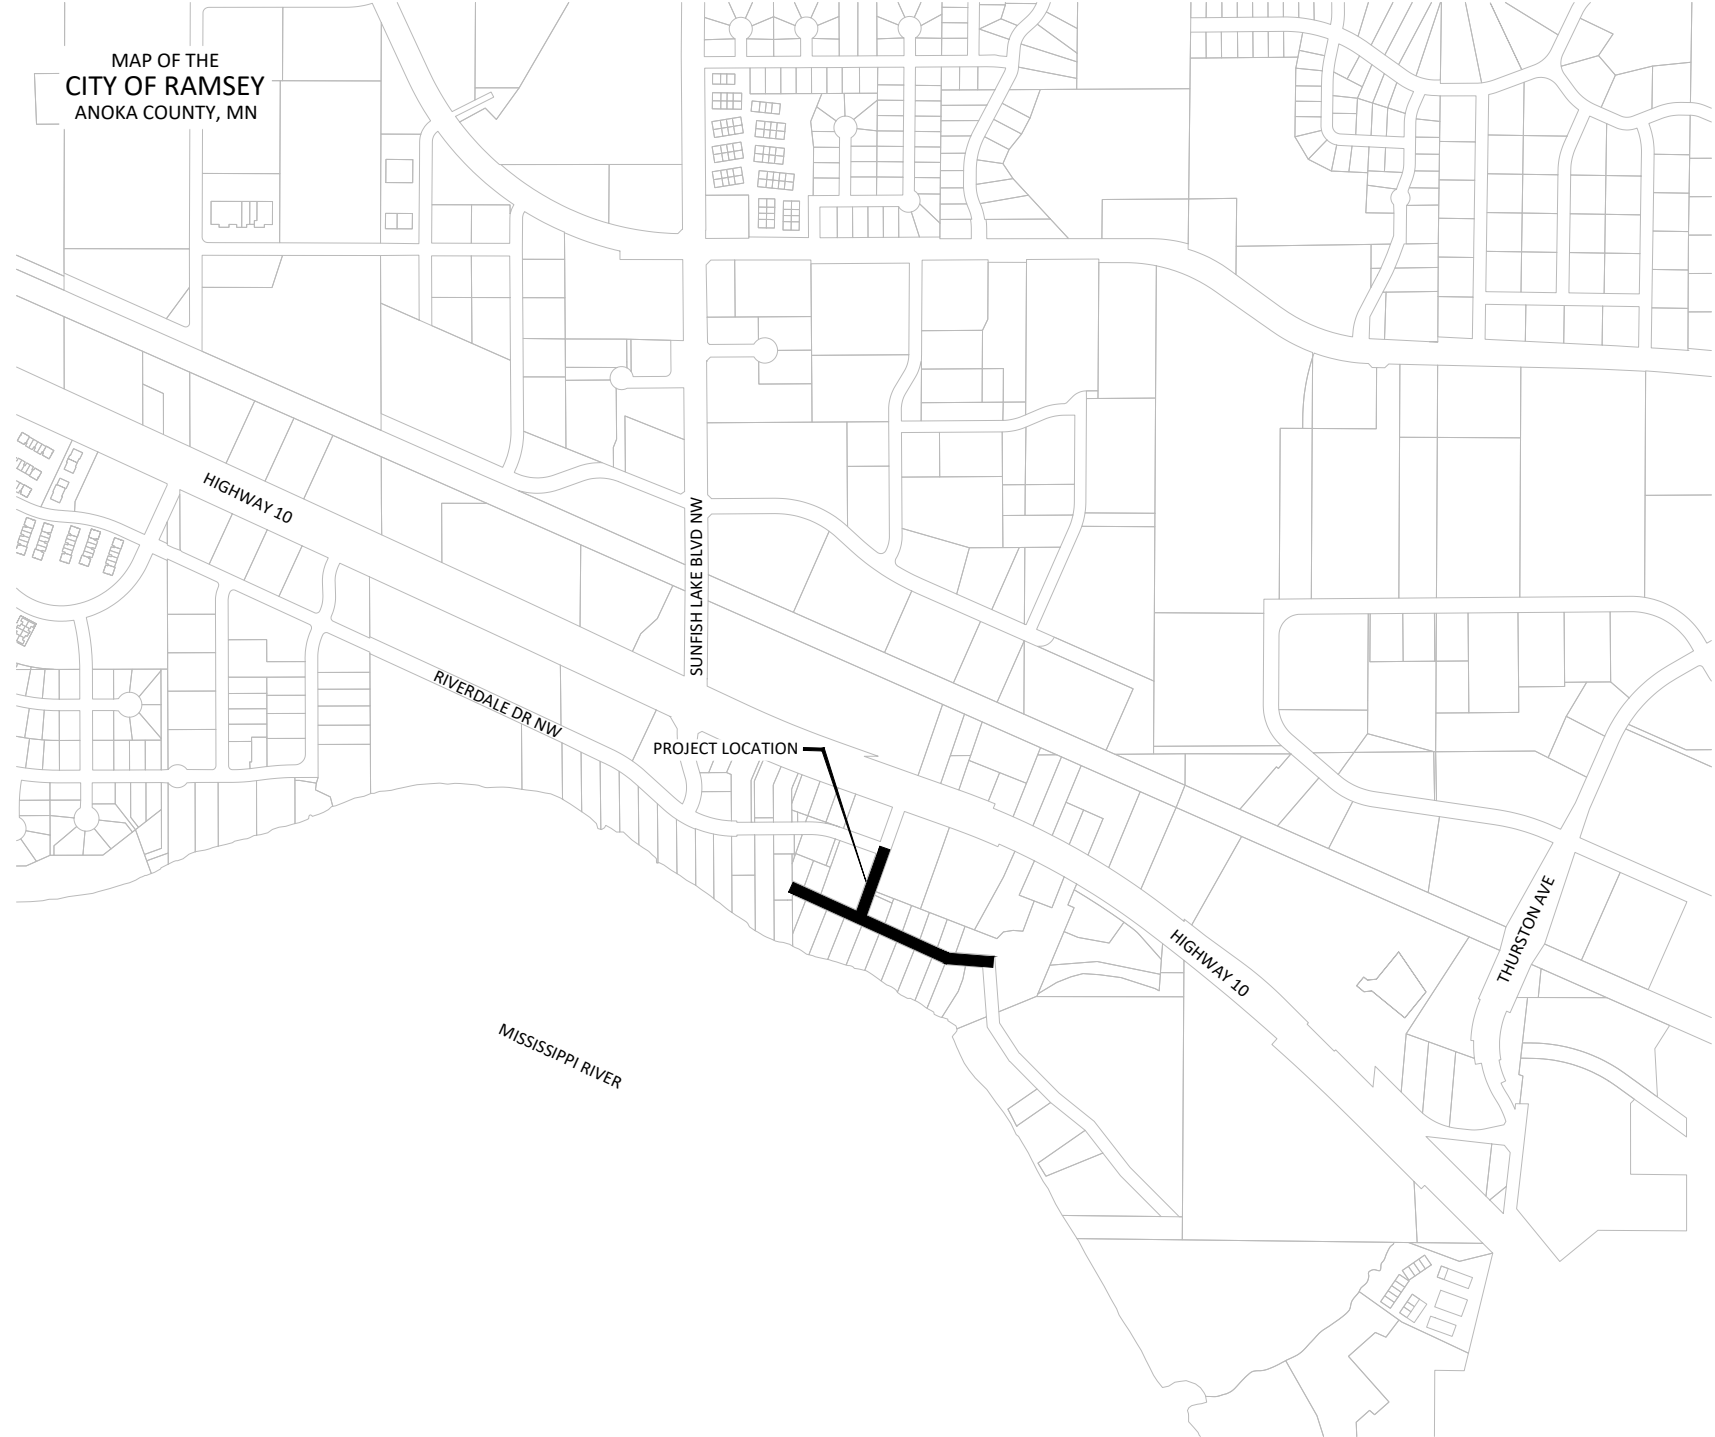 MAP OF THE
CITY OF RAMSEY
ANOKA COUNTY, MN
HIGHWAY 10
SUNFISH LAKE BLVD NW
RIVERDALE DR NW
PROJECT LOCATION
THURSTON AVE
HIGHWAY 10
MISSISSIPPI RIVER